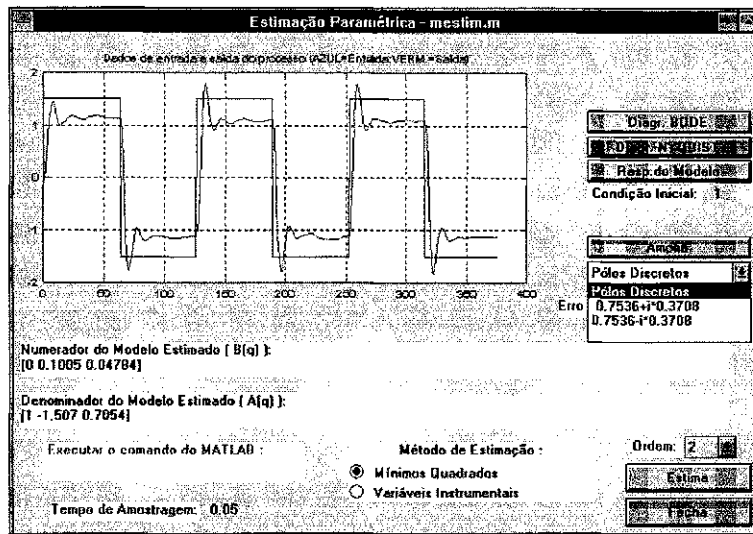 Estimação Paramétrica - mestim.m
Dados de entrada e saída do processo (AZUL=Entrada VERM.=Saída)
2
1
0
-1
-2
0 50 100 150 200 250 300 350 400
Diagr. BODE
Resp.do Modelo
Condição Inicial: 1
Pólos Discretos
Pólos Discretos
Erro
0.7536+i*0.3708
0.7536-i*0.3708
Numerador do Modelo Estimado ( B(q) ):
[0 0.1005 0.04784]
Denominador do Modelo Estimado ( A(q) ):
[1 -1.507 0.7054]
Executar o comando do MATLAB :
Método de Estimação :
Mínimos Quadrados
Variáveis Instrumentais
Ordem: 2
Estima
Fecha
Tempo de Amostragem: 0.05